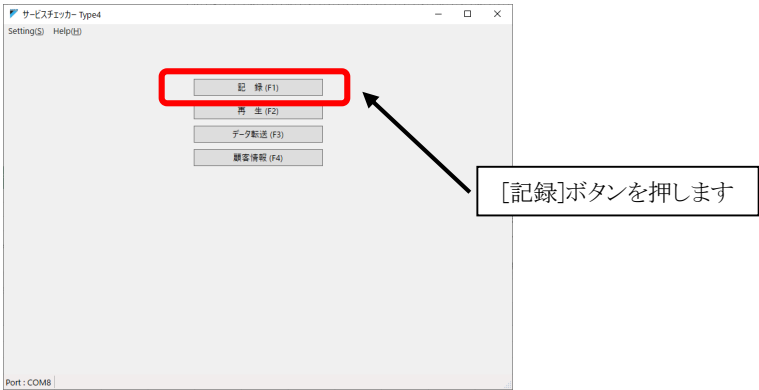 サービスチェッカー Type4
Setting(S) Help(H)
記 録 (F1)
再 生 (F2)
データ転送 (F3)
顧客情報 (F4)
[記録]ボタンを押します
Port : COM8